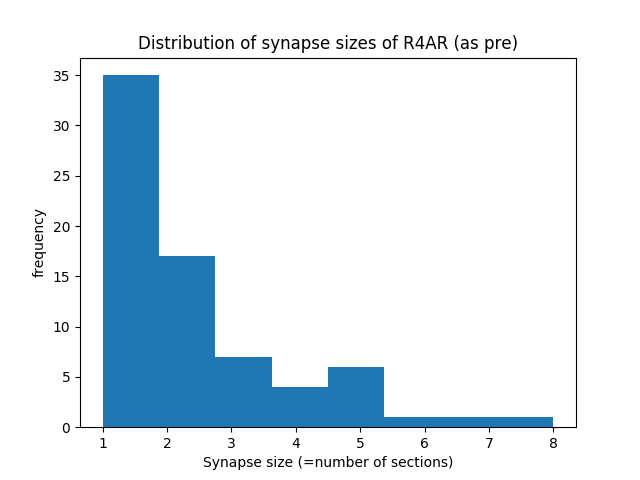 Distribution of synapse sizes of R4AR (as pre)
35
30
25
20
15
10
5
0
frequency
1 2 3 4 5 6 7 8
Synapse size (=number of sections)